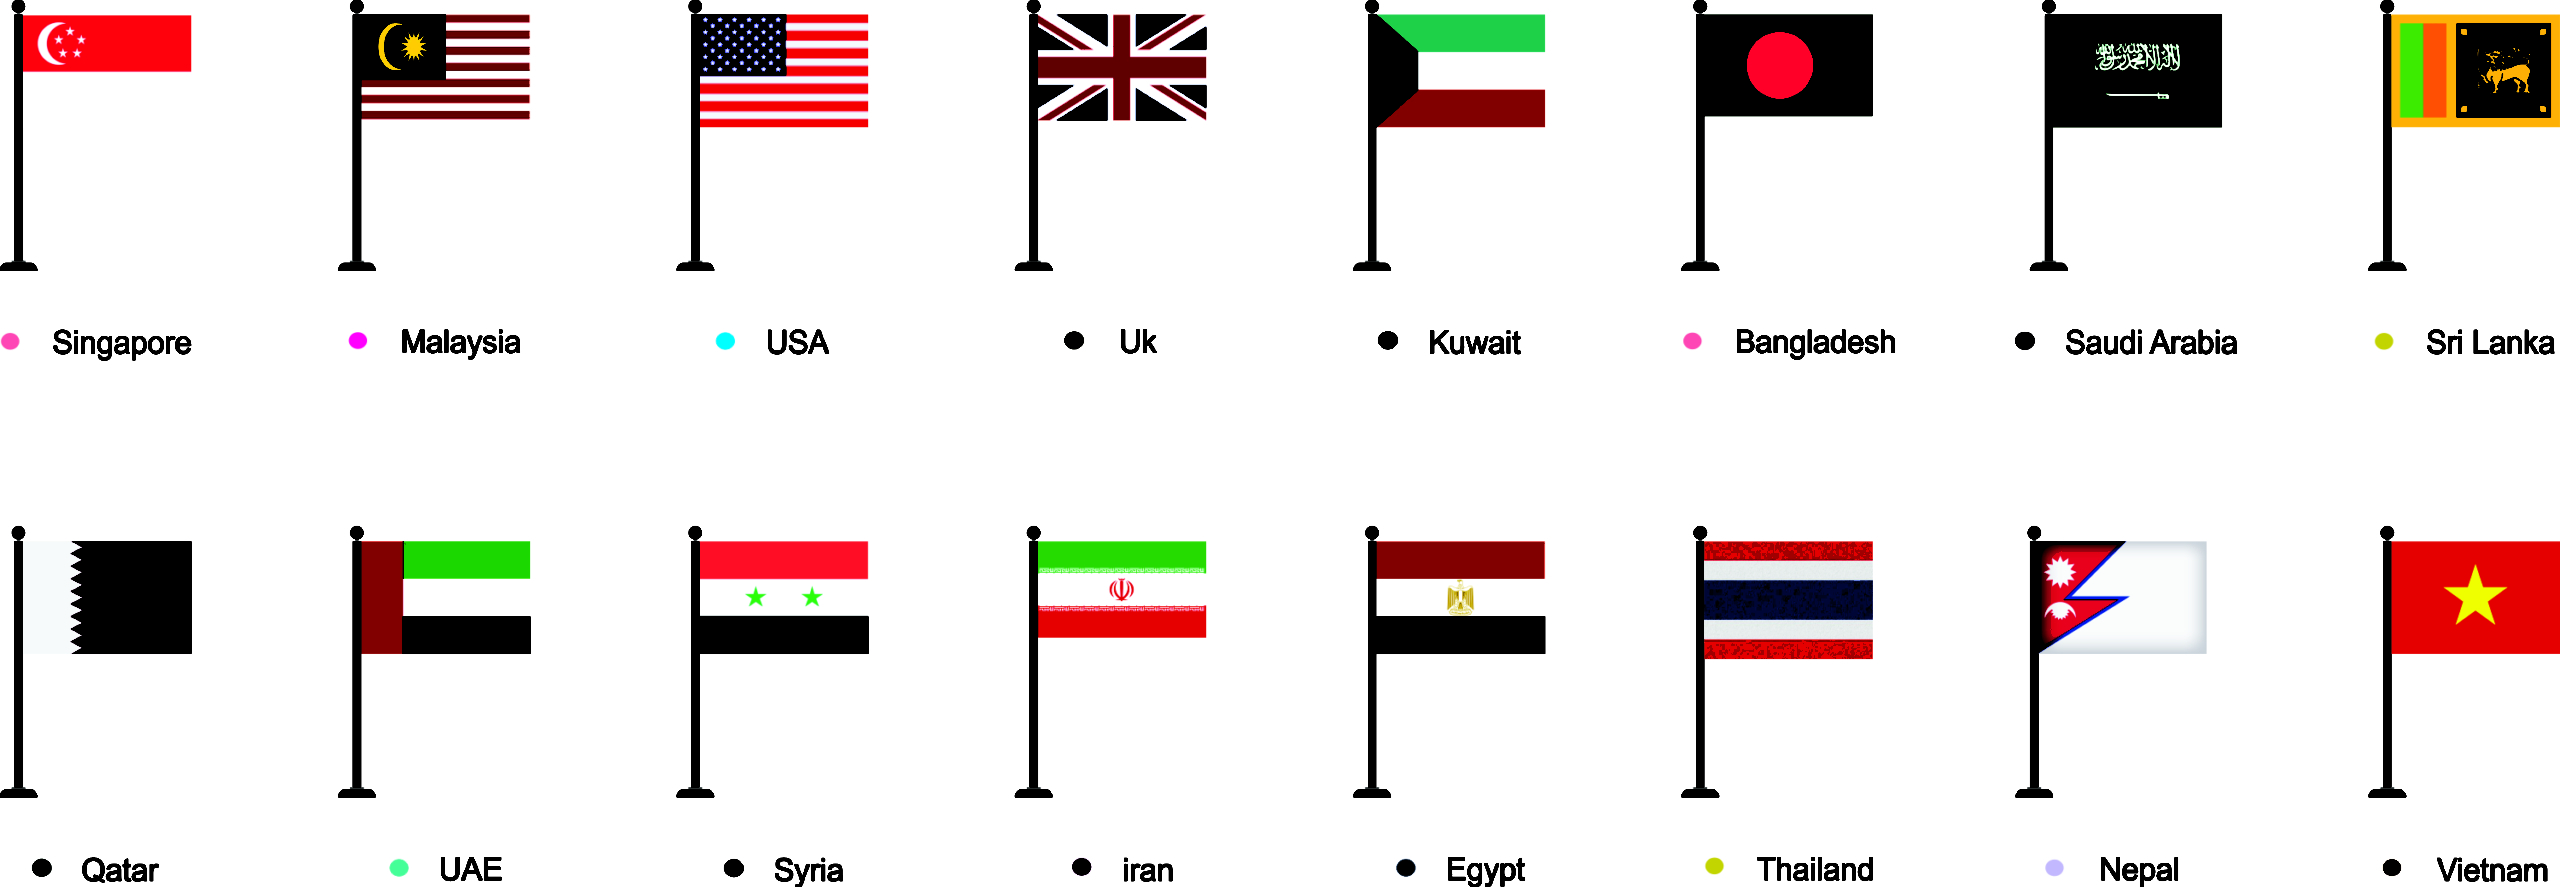 Singapore
Malaysia
USA
Uk
Kuwait
Bangladesh
Saudi Arabia
Sri Lanka
Qatar
UAE
Syria
iran
Egypt
Thailand
Nepal
Vietnam